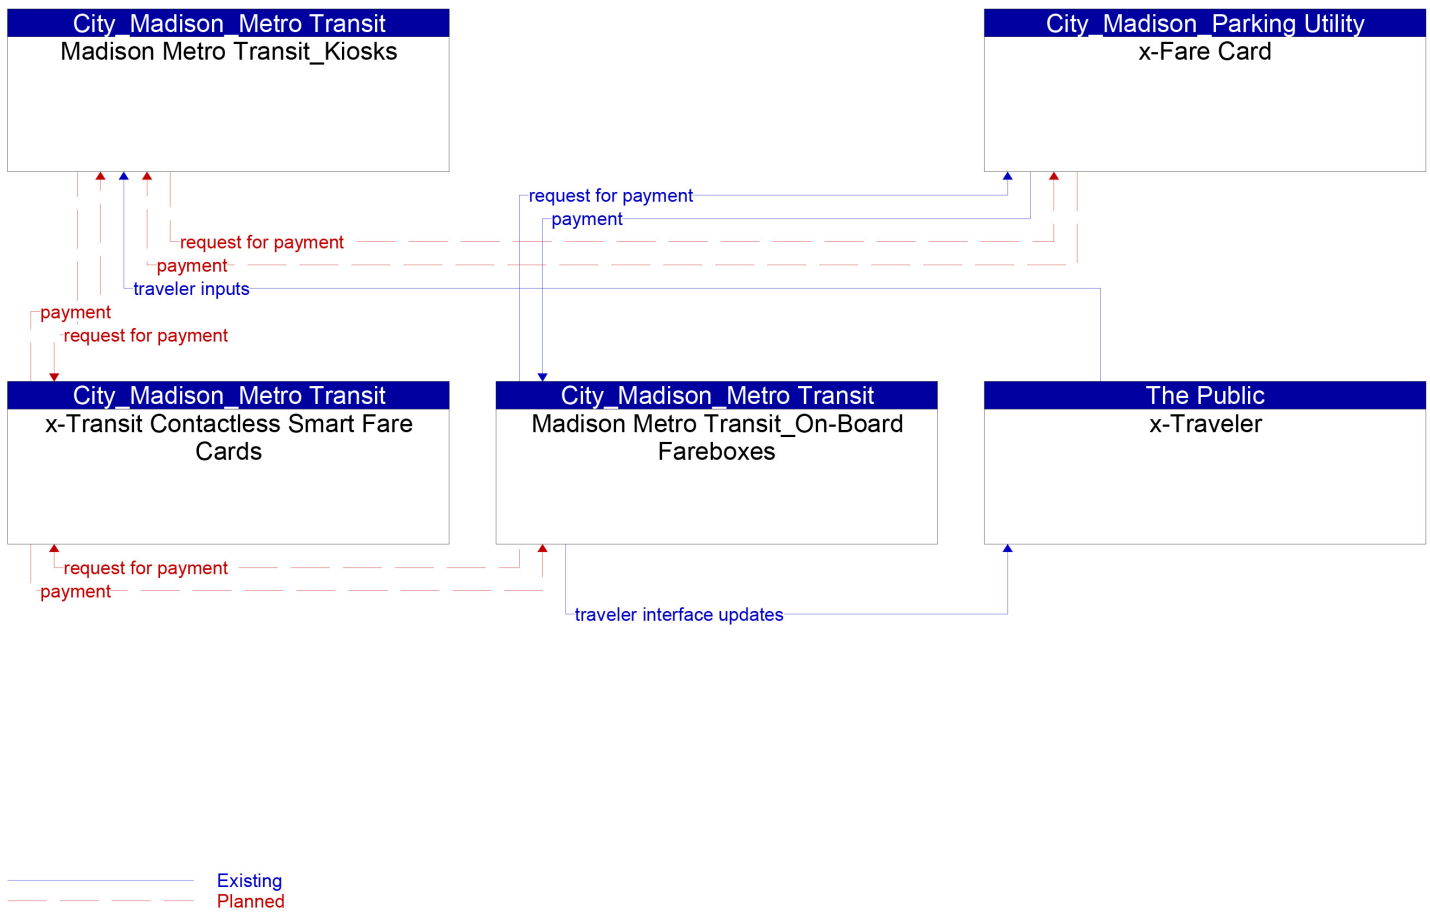 City_Madison_Metro Transit
Madison Metro Transit_Kiosks
City_Madison_Parking Utility
x-Fare Card
request for payment
payment
request for payment
payment
traveler inputs
payment
request for payment
City_Madison_Metro Transit
x-Transit Contactless Smart Fare
Cards
City_Madison_Metro Transit
Madison Metro Transit_On-Board
Fareboxes
The Public
x-Traveler
request for payment
payment
traveler interface updates
Existing
Planned